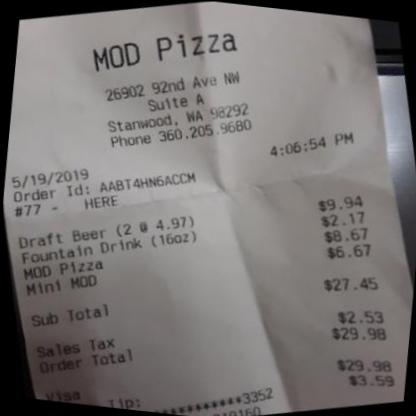 MOD Pizza
26902 92nd Ave NW
Suite A
Stanwood, WA 98292
Phone 360.205.9680
4:06:54 PM
5/19/2019
Order Id: AABT4HN6ACCM
#77 - HERE
Draft Beer (2 @ 4.97) $9.94
Fountain Drink (16oz) $2.17
MOD Pizza $8.67
Mini MOD $6.67
Sub Total $27.45
Sales Tax $2.53
Order Total $29.98
Visa $29.98
Tip: $3.59
***********3352